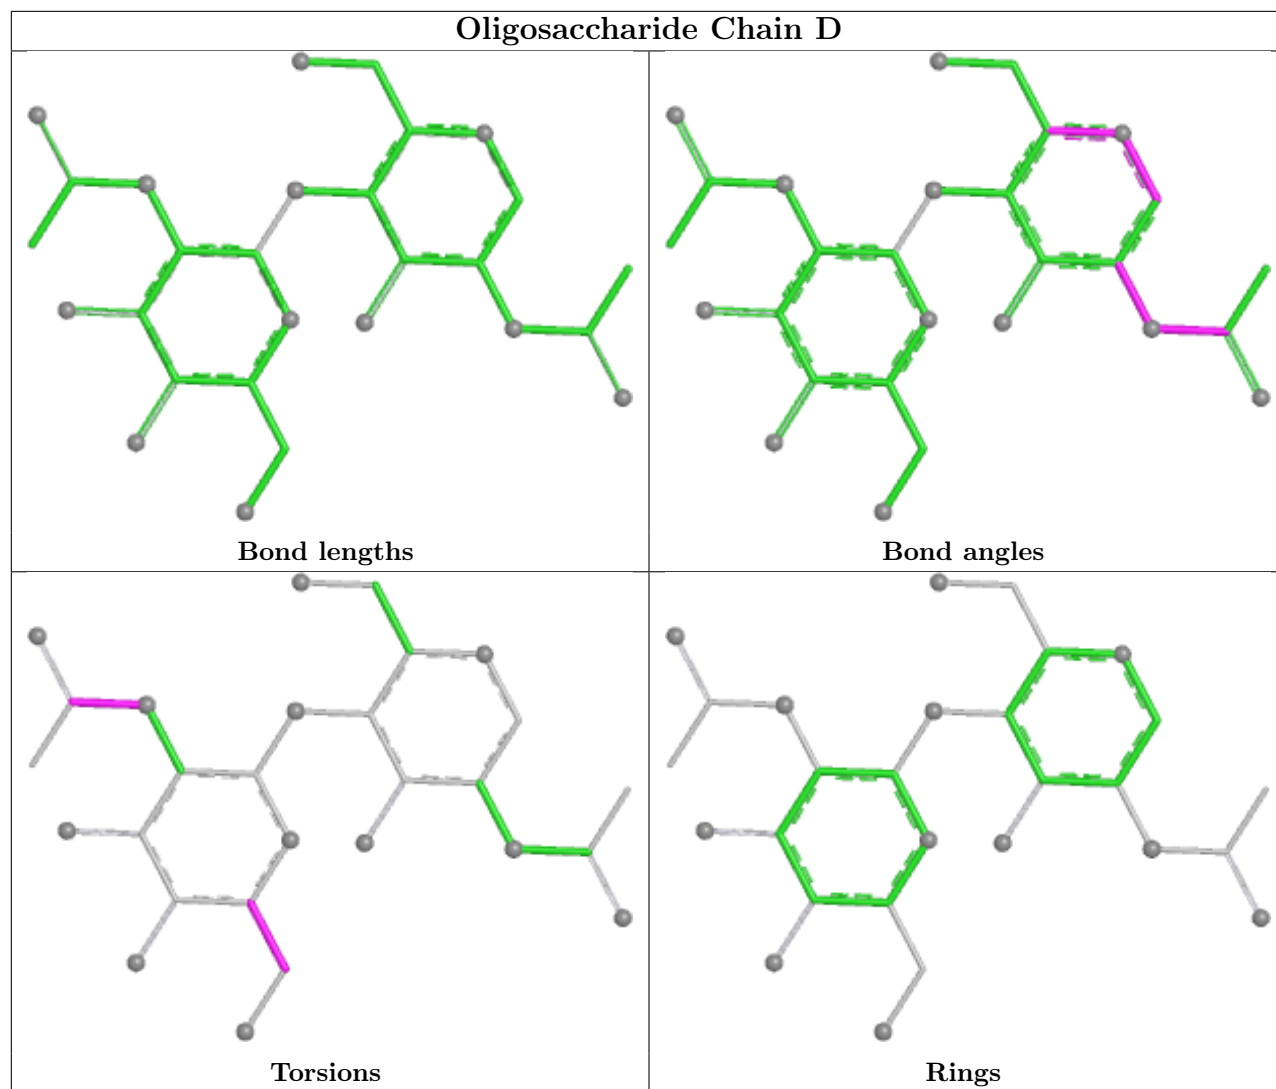 Oligosaccharide Chain D
Bond lengths
Bond angles
Torsions
Rings